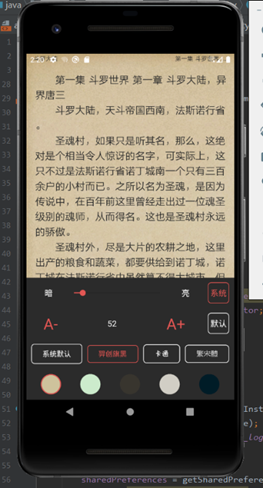 java
2:20
第一集 斗罗世界 第一章 斗罗
第一集 斗罗世界 第一章 斗罗大陆，异
界唐三
斗罗大陆，天斗帝国西南，法斯诺行省
。
圣魂村，如果只是听其名，那么，这绝
对是个相当令人惊讶的名字，可实际上，这
只不过是法斯诺行省诺丁城南一个只有三百
余户的小村而已。之所以名为圣魂，是因为
传说中，在百年前这里曾经走出过一位魂圣
级别的魂师，从而得名。这也是圣魂村永远
的骄傲。
圣魂村外，尽是大片的农耕之地，这里
出产的粮食和蔬菜，都要供给到诺丁城，诺
暗
亮
系统
A-
52
A+
默认
系统默认
卡通
sharedPreferences = getSharedPrefere